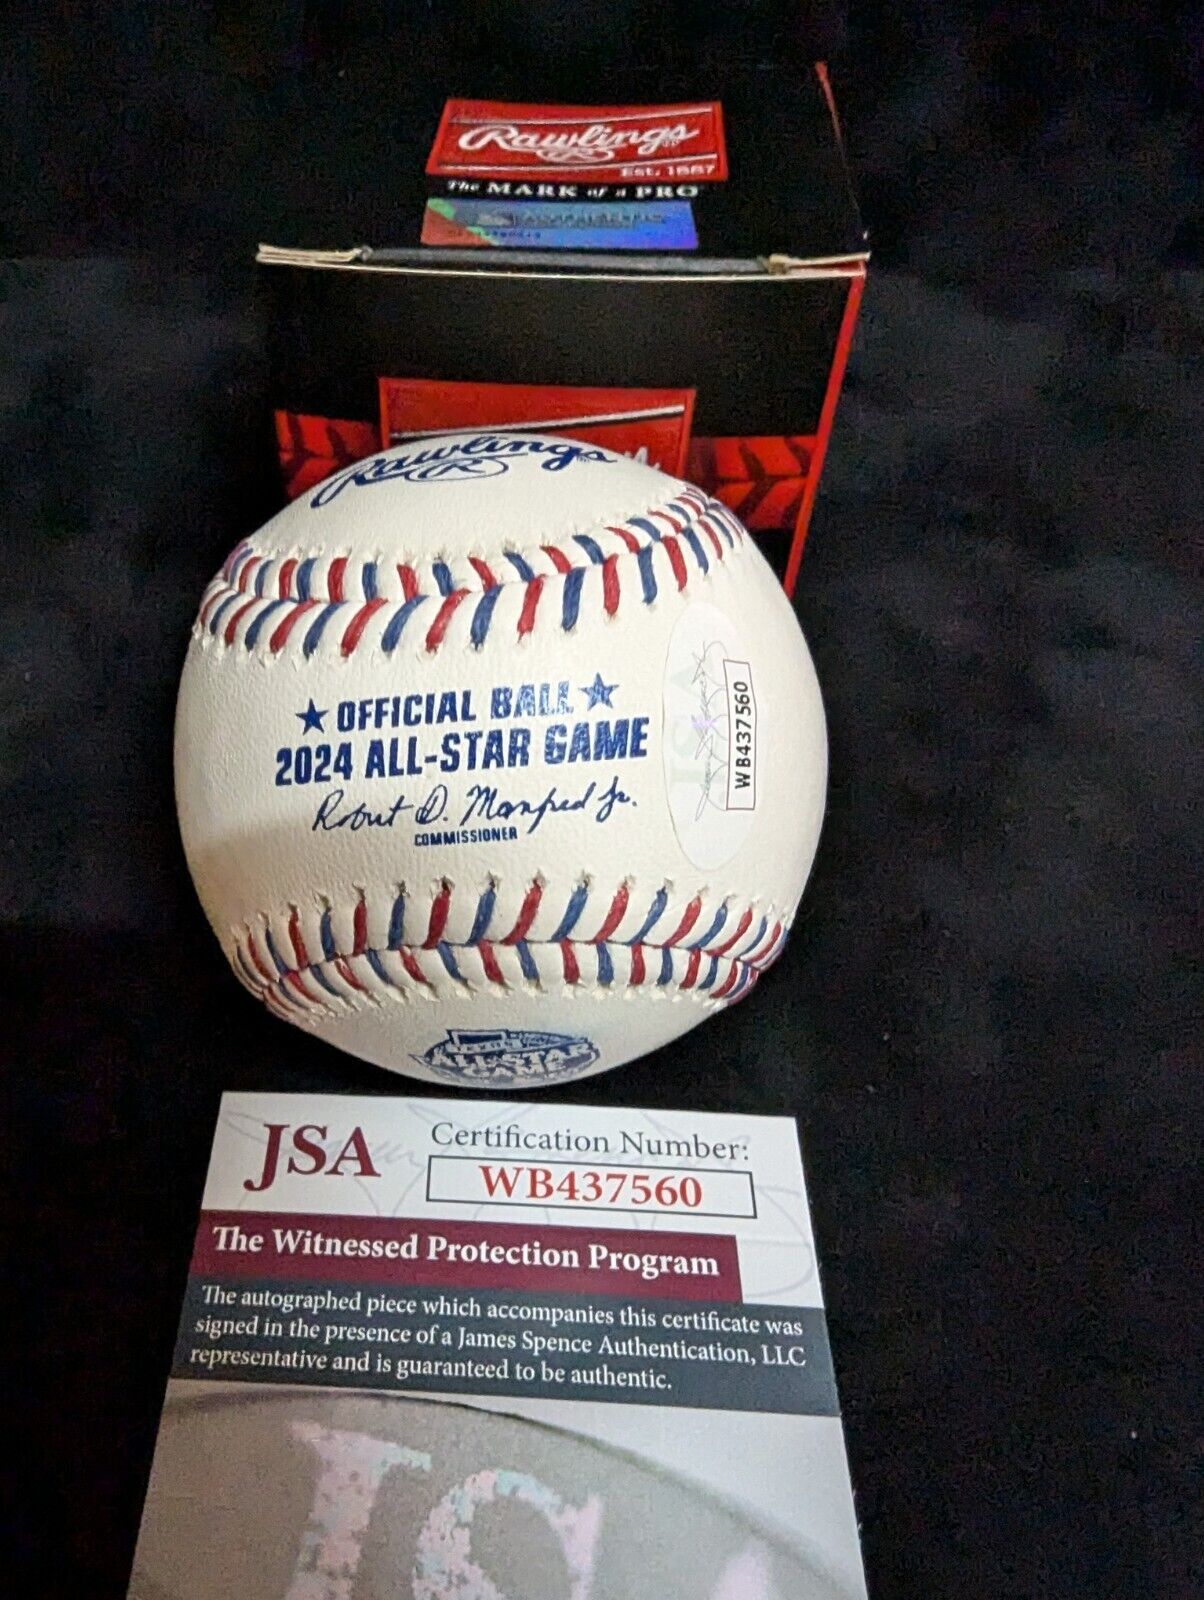 Rawlings
Est. 1887
The MARK of a PRO
Rawlings
★ OFFICIAL BALL ★
2024 ALL-STAR GAME
Robert D. Manfred Jr.
COMMISSIONER
JSA
WB437560
TEXAS
ALL-STAR
GAME
JSA
Certification Number:
WB437560
The Witnessed Protection Program
The autographed piece which accompanies this certificate was
signed in the presence of a James Spence Authentication, LLC
representative and is guaranteed to be authentic.